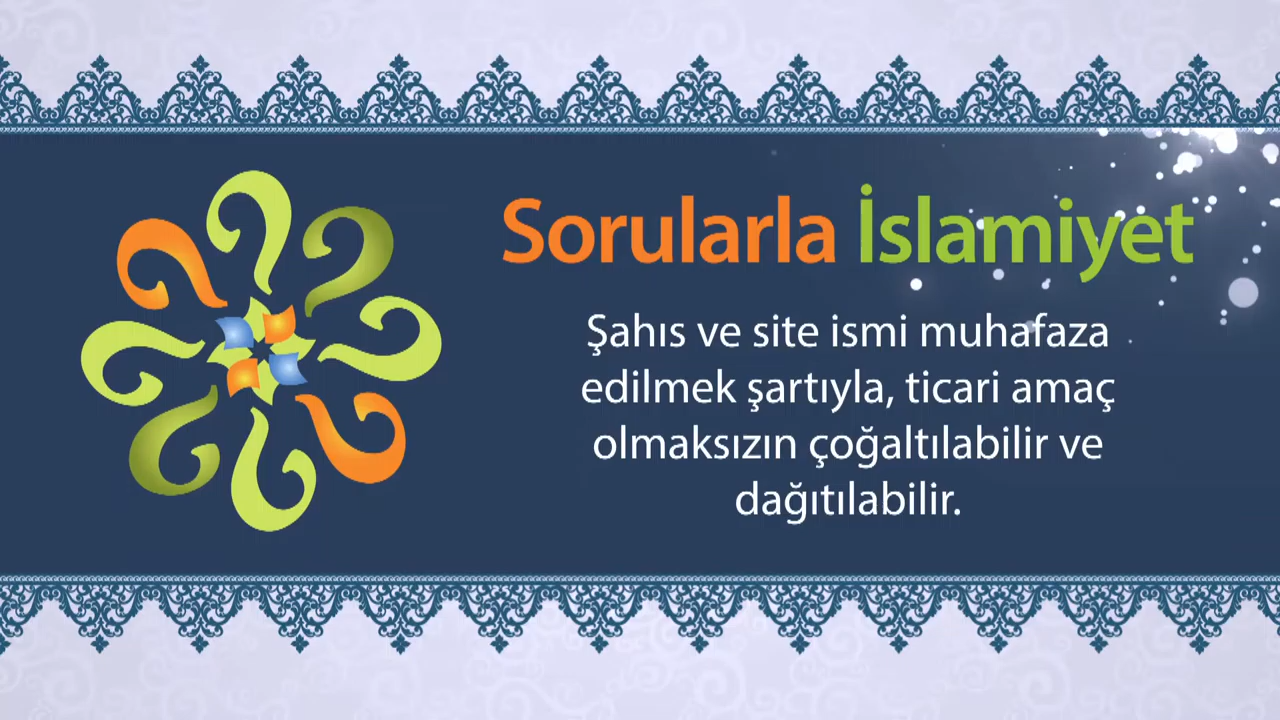 Sorularla İslamiyet
Şahıs ve site ismi muhafaza
edilmek şartıyla, ticari amaç
olmaksızın çoğaltılabilir ve
dağıtılabilir.